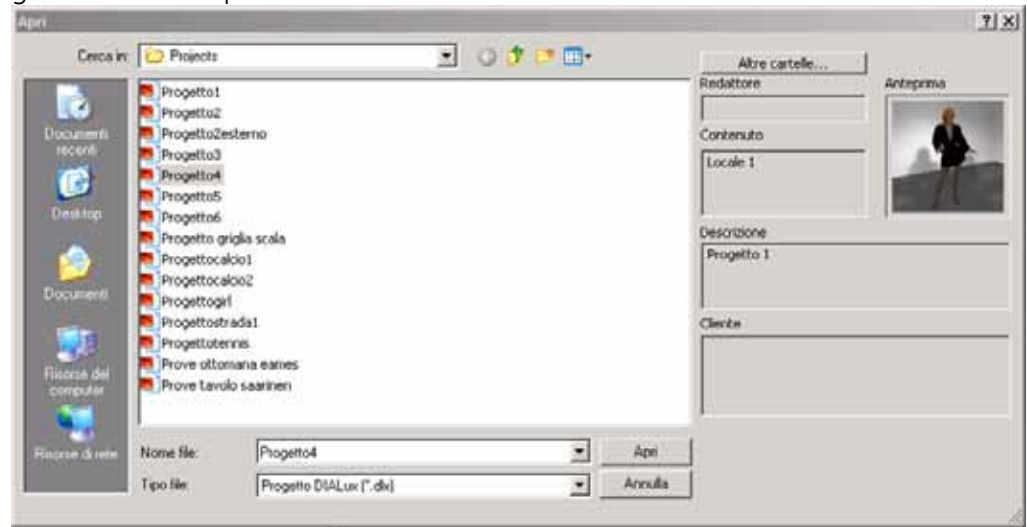 Apri
Cerca in: Projects
Altre cartelle...
Documenti recenti
Desktop
Documenti
Risorse del computer
Risorse di rete
Progetto1
Progetto2
Progetto2esterno
Progetto3
Progetto4
Progetto5
Progetto6
Progetto griglia scala
Progettocalcio1
Progettocalcio2
Progettogirl
Progettostrada1
Progettotennis
Prove ottomana eames
Prove tavolo saarinen
Nome file: Progetto4 Apri
Tipo file: Progetto DIALux (*.dlx) Annulla
Redattore
Contenuto
Locale 1
Descrizione
Progetto 1
Cliente
Anteprima